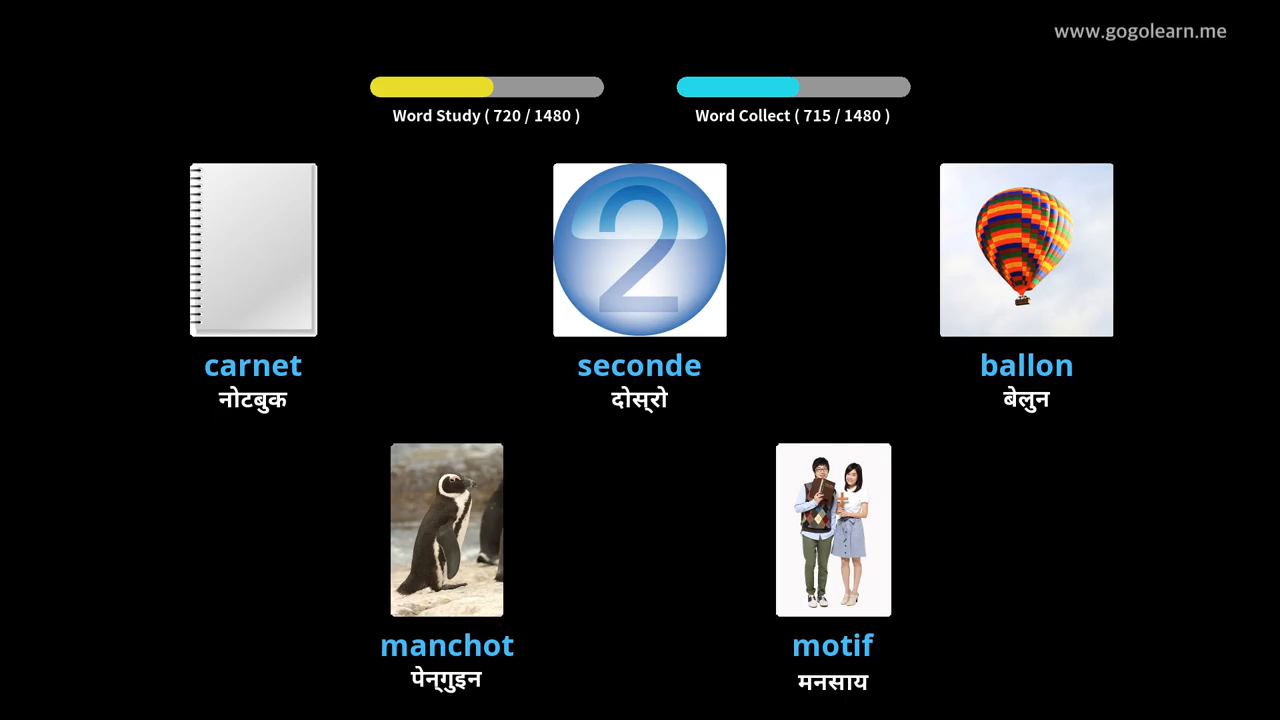 www.gogolearn.me
Word Study ( 720 / 1480 )
Word Collect ( 715 / 1480 )
2
carnet
नोटबुक
seconde
दोस्रो
ballon
बेलुन
manchot
पेन्गुइन
motif
मनसाय